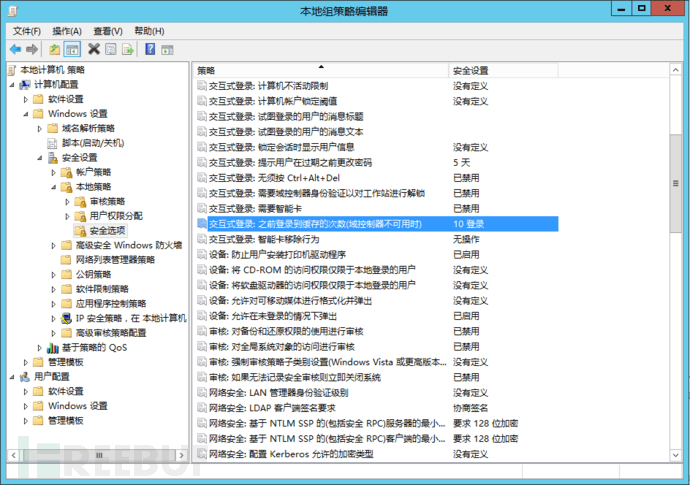 本地组策略编辑器
文件(F) 操作(A) 查看(V) 帮助(H)
本地计算机 策略
计算机配置
软件设置
Windows 设置
域名解析策略
脚本(启动/关机)
安全设置
帐户策略
本地策略
审核策略
用户权限分配
安全选项
高级安全 Windows 防火墙
网络列表管理器策略
公钥策略
软件限制策略
应用程序控制策略
IP 安全策略，在 本地计算机
高级审核策略配置
基于策略的 QoS
管理模板
用户配置
软件设置
Windows 设置
管理模板
策略 安全设置
交互式登录: 计算机不活动限制 没有定义
交互式登录: 计算机帐户锁定阈值 没有定义
交互式登录: 试图登录的用户的消息标题
交互式登录: 试图登录的用户的消息文本
交互式登录: 锁定会话时显示用户信息 没有定义
交互式登录: 提示用户在过期之前更改密码 5 天
交互式登录: 无须按 Ctrl+Alt+Del 已禁用
交互式登录: 需要域控制器身份验证以对工作站进行解锁 已禁用
交互式登录: 需要智能卡 已禁用
交互式登录: 之前登录到缓存的次数(域控制器不可用时) 10 登录
交互式登录: 智能卡移除行为 无操作
设备: 防止用户安装打印机驱动程序 已启用
设备: 将 CD-ROM 的访问权限仅限于本地登录的用户 没有定义
设备: 将软盘驱动器的访问权限仅限于本地登录的用户 没有定义
设备: 允许对可移动媒体进行格式化并弹出 没有定义
设备: 允许在未登录的情况下弹出 已启用
审核: 对备份和还原权限的使用进行审核 已禁用
审核: 对全局系统对象的访问进行审核 已禁用
审核: 强制审核策略子类别设置(Windows Vista 或更高版本... 没有定义
审核: 如果无法记录安全审核则立即关闭系统 已禁用
网络安全: LAN 管理器身份验证级别 没有定义
网络安全: LDAP 客户端签名要求 协商签名
网络安全: 基于 NTLM SSP 的(包括安全 RPC)服务器的最小... 要求 128 位加密
网络安全: 基于 NTLM SSP 的(包括安全 RPC)客户端的最小... 要求 128 位加密
网络安全: 配置 Kerberos 允许的加密类型 没有定义
FREEBUF